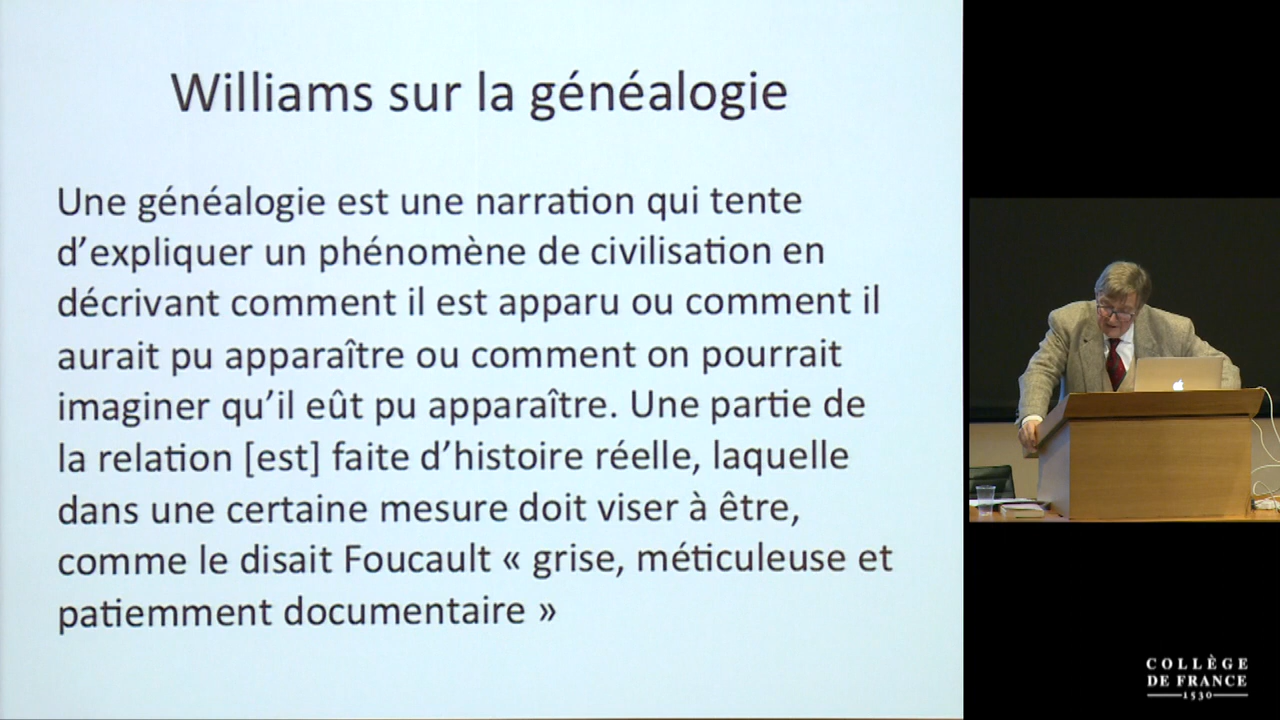 Williams sur la généalogie
Une généalogie est une narration qui tente
d’expliquer un phénomène de civilisation en
décrivant comment il est apparu ou comment il
aurait pu apparaître ou comment on pourrait
imaginer qu’il eût pu apparaître. Une partie de
la relation [est] faite d’histoire réelle, laquelle
dans une certaine mesure doit viser à être,
comme le disait Foucault « grise, méticuleuse et
patiemment documentaire »
COLLÈGE
DE FRANCE
1530